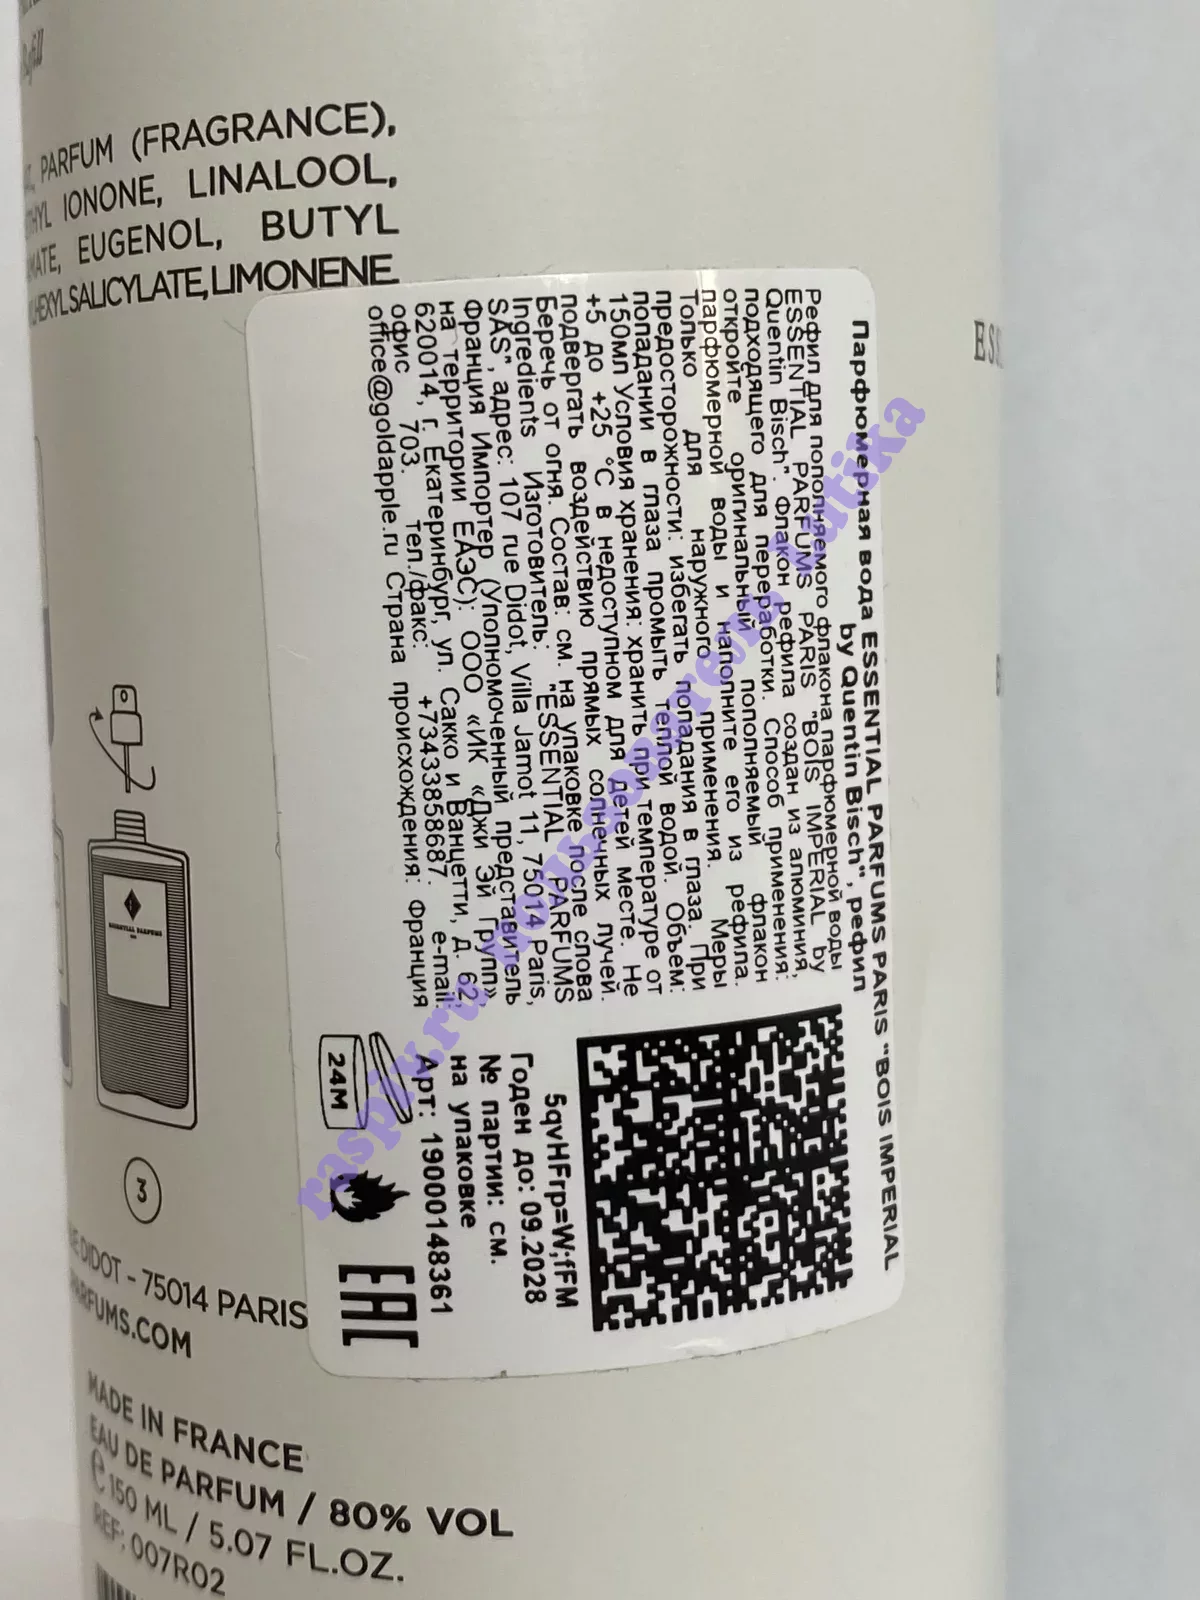 PARFUM (FRAGRANCE),
IONONE, LINALOOL,
EUGENOL, BUTYL
SALICYLATE, LIMONENE
Парфюмерная вода ESSENTIAL PARFUMS PARIS "BOIS IMPERIAL
by Quentin Bisch", рефил
Рефил для пополняемого флакона парфюмерной воды
ESSENTIAL PARFUMS PARIS "BOIS IMPERIAL by
Quentin Bisch". Флакон рефила создан из алюминия,
подходящего для переработки. Способ применения:
откройте оригинальный пополняемый флакон
парфюмерной воды и наполните его из рефила.
Только для наружного применения. Меры
предосторожности: избегать попадания в глаза. При
попадании в глаза промыть теплой водой. Объем:
150мл Условия хранения: хранить при температуре от
+5 до +25 °C в недоступном для детей месте. Не
подвергать воздействию прямых солнечных лучей.
Беречь от огня. Состав: см. на упаковке после слова
Ingredients Изготовитель: "ESSENTIAL PARFUMS
SAS", адрес: 107 rue Didot, Villa Jamot 11, 75014 Paris,
Франция Импортер (Уполномоченный представитель
на территории ЕАЭС): ООО «ИК «Джи Эй Групп»,
620014, г. Екатеринбург, ул. Сакко и Ванцетти, д. 62,
офис 703. тел./факс: +73433858687. e-mail:
office@goldapple.ru Страна происхождения: Франция
5qvHFrp=W;fFM
Годен до: 09.2028
№ партии: см.
на упаковке
Арт: 19000148361
24M
EAC
ESSENTIAL PARFUMS
3
DIDOT - 75014 PARIS
PARFUMS.COM
MADE IN FRANCE
EAU DE PARFUM / 80% VOL
℮ 150 ML / 5.07 FL.OZ.
REF: 007R02
raspiv.ru пользователь Lutika